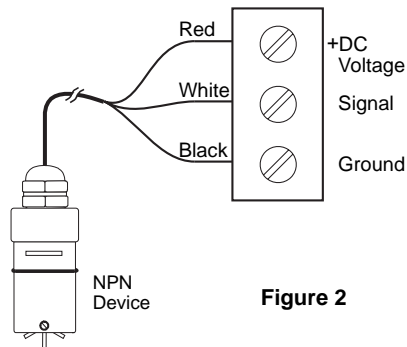 Red
+DC
Voltage
White
Signal
Black
Ground
NPN
Device
Figure 2